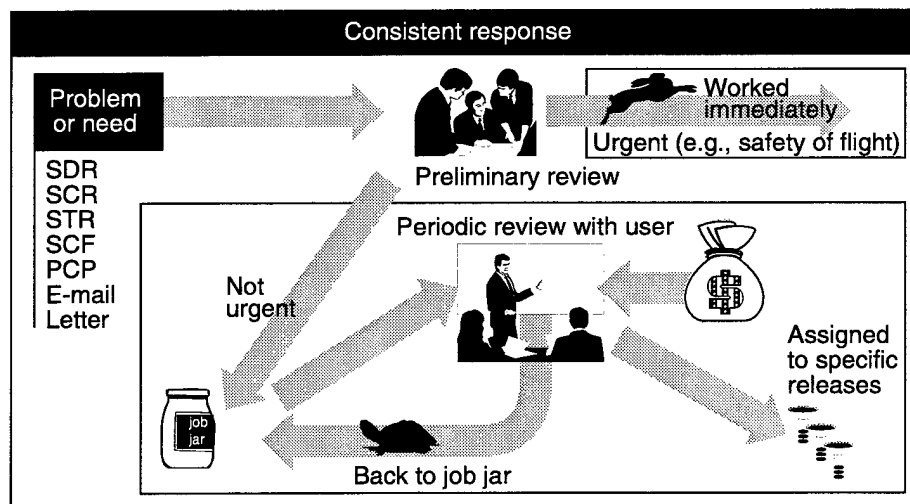 Consistent response
Problem
or need
SDR
SCR
STR
SCF
PCP
E-mail
Letter
Preliminary review
Worked
immediately
Urgent (e.g., safety of flight)
Not
urgent
Periodic review with user
$
Assigned
to specific
releases
job
jar
Back to job jar